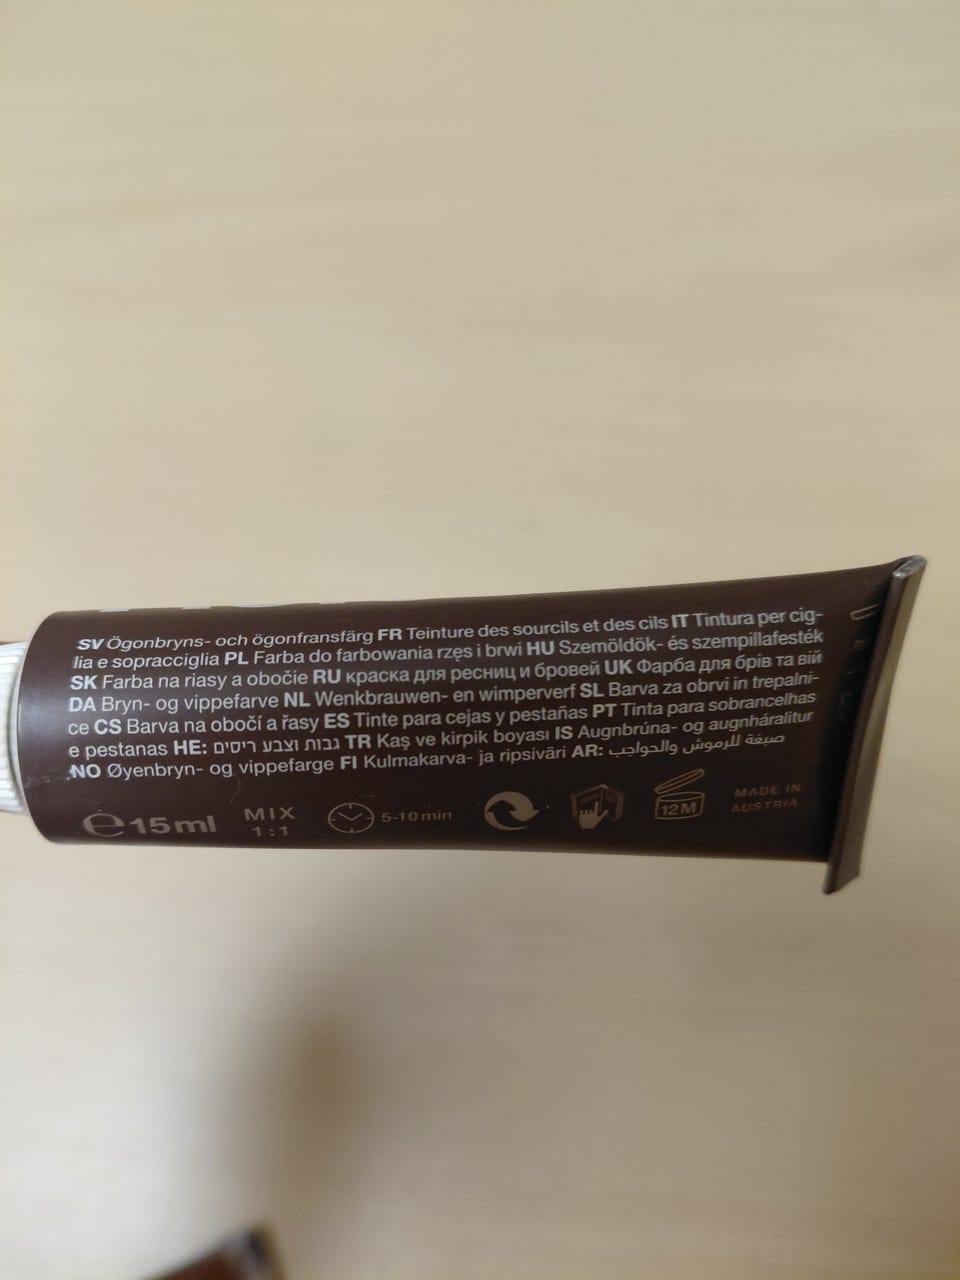 SV Ögonbryns- och ögonfransfärg FR Teinture des sourcils et des cils IT Tintura per cig-
lia e sopracciglia PL Farba do farbowania rzęs i brwi HU Szemöldök- és szempillafesték
SK Farba na riasy a obočie RU краска для ресниц и бровей UK Фарба для брів та вій
DA Bryn- og vippefarve NL Wenkbrauwen- en wimperverf SL Barva za obrvi in trepalni-
ce CS Barva na obočí a řasy ES Tinte para cejas y pestañas PT Tinta para sobrancelhas
e pestanas HE: גבות וצבע ריסים TR Kaş ve kirpik boyası IS Augnbrúna- og augnháralitur
NO Øyenbryn- og vippefarge FI Kulmakarva- ja ripsiväri AR: صبغة للرموش والحواجب
℮15ml
MIX
1:1
5-10 min
12M
MADE IN
AUSTRIA